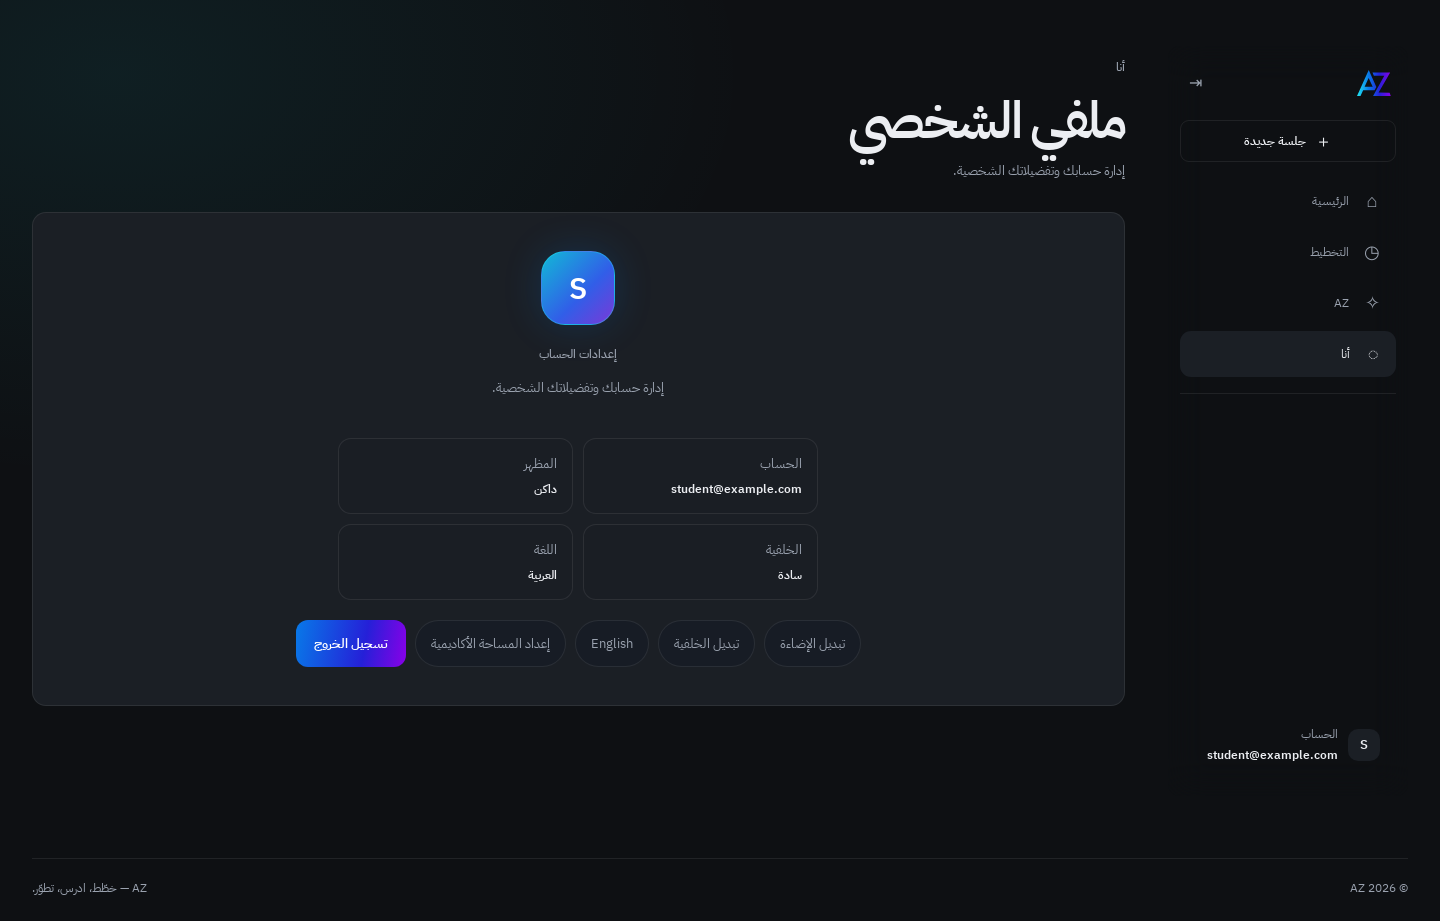 AZ
جلسة جديدة
الرئيسية
التخطيط
AZ
أنا
الحساب
S
student@example.com
أنا
ملفي الشخصي
إدارة حسابك وتفضيلاتك الشخصية.
S
إعدادات الحساب
إدارة حسابك وتفضيلاتك الشخصية.
الحساب
student@example.com
المظهر
داكن
الخلفية
سادة
اللغة
العربية
تبديل الإضاءة
تبديل الخلفية
English
إعداد المساحة الأكاديمية
تسجيل الخروج
© 2026 AZ
AZ — خطّط، ادرس، تطوّر.